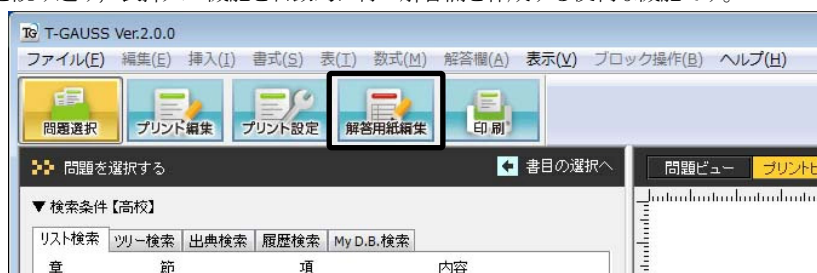 T-GAUSS Ver.2.0.0
ファイル(F) 編集(E) 挿入(I) 書式(S) 表(T) 数式(M) 解答欄(A) 表示(V) ブロック操作(B) ヘルプ(H)
問題選択 プリント編集 プリント設定 解答用紙編集 印刷
問題を選択する 書目の選択へ 問題ビュー
▼検索条件【高校】
リスト検索 ツリー検索 出典検索 履歴検索 My D.B.検索
章 節 項 内容